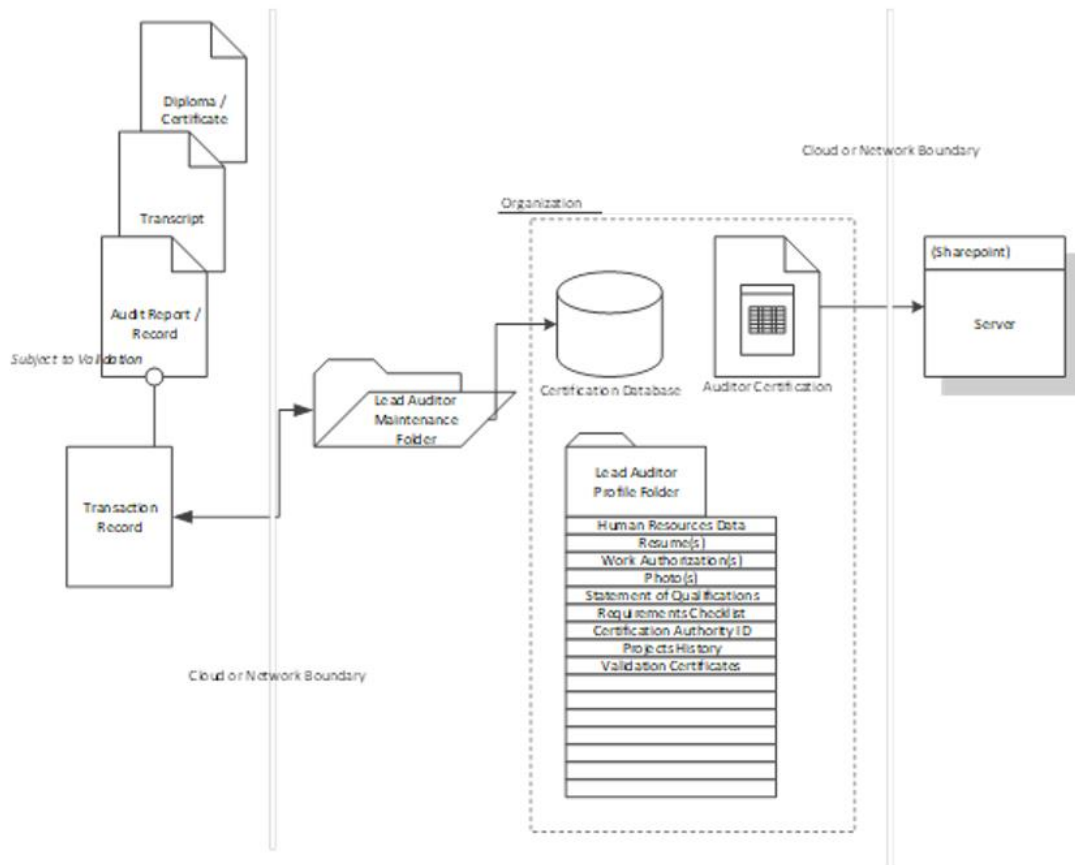 Diploma /
Certificate
Transcript
Audit Report /
Record
Subject to Validation
Transaction
Record
Cloud or Network Boundary
Lead Auditor
Maintenance
Folder
Organization
Certification Database
Auditor Certification
Lead Auditor
Profile Folder
Human Resources Data
Resume(s)
Work Authorization(s)
Photo(s)
Statement of Qualifications
Requirements Checklist
Certification Authority ID
Projects History
Validation Certificates
Cloud or Network Boundary
(Sharepoint)
Server